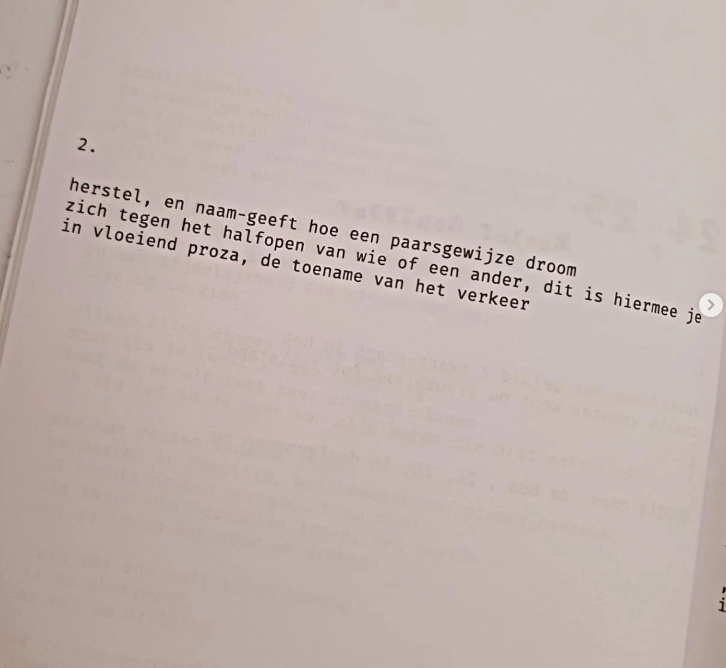 2.
herstel, en naam-geeft hoe een paarsgewijze droom
zich tegen het halfopen van wie of een ander, dit is hiermee je
in vloeiend proza, de toename van het verkeer